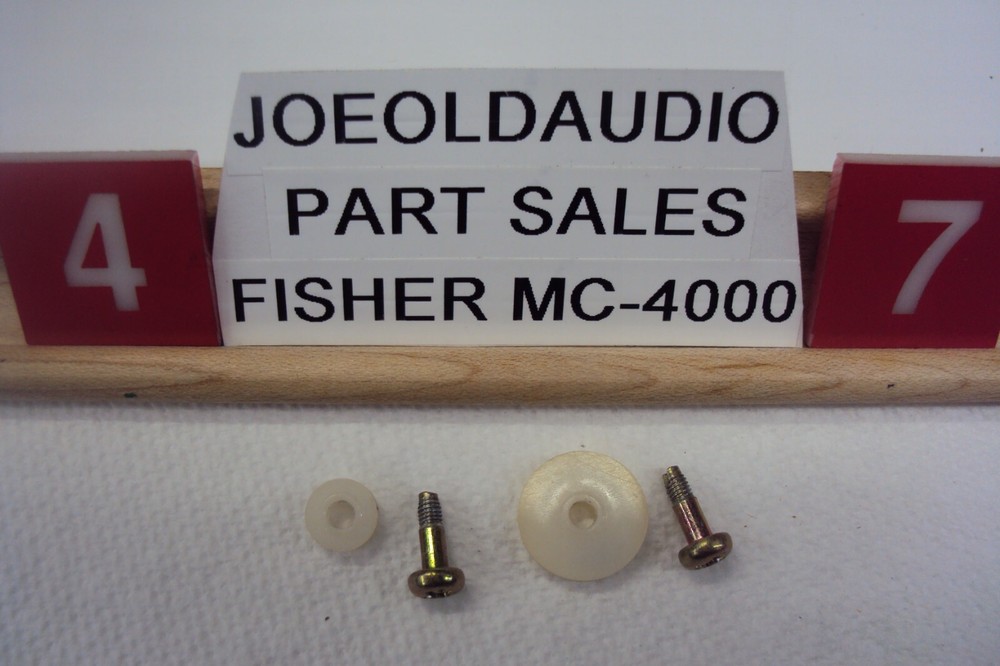 JOEOLDAUDIO
PART SALES
FISHER MC-4000
4
7